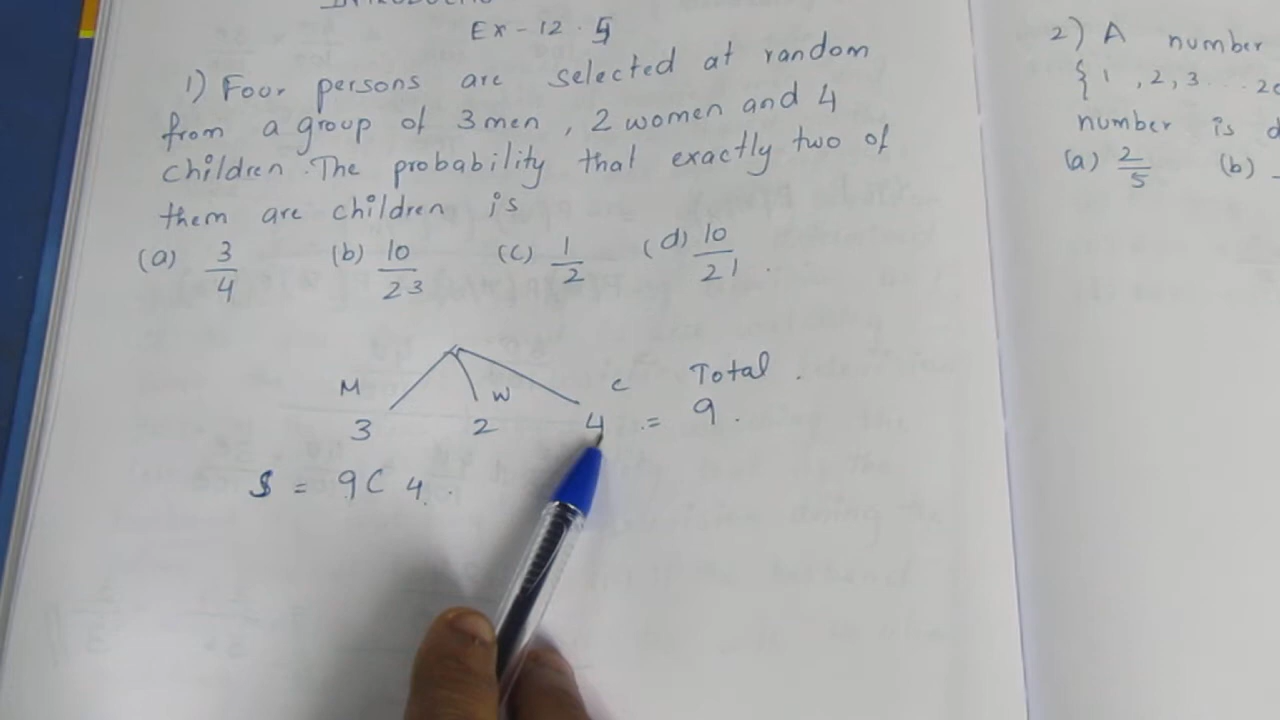 Ex - 12.5
1) Four persons are selected at random
from a group of 3 men, 2 women and 4
children. The probability that exactly two of
them are children is
(a) 3/4 (b) 10/23 (c) 1/2 (d) 10/21.
M W C Total.
3 2 4 = 9.
S = 9C4.
2) A number
{1, 2, 3...
number is
(a) 2/5 (b)